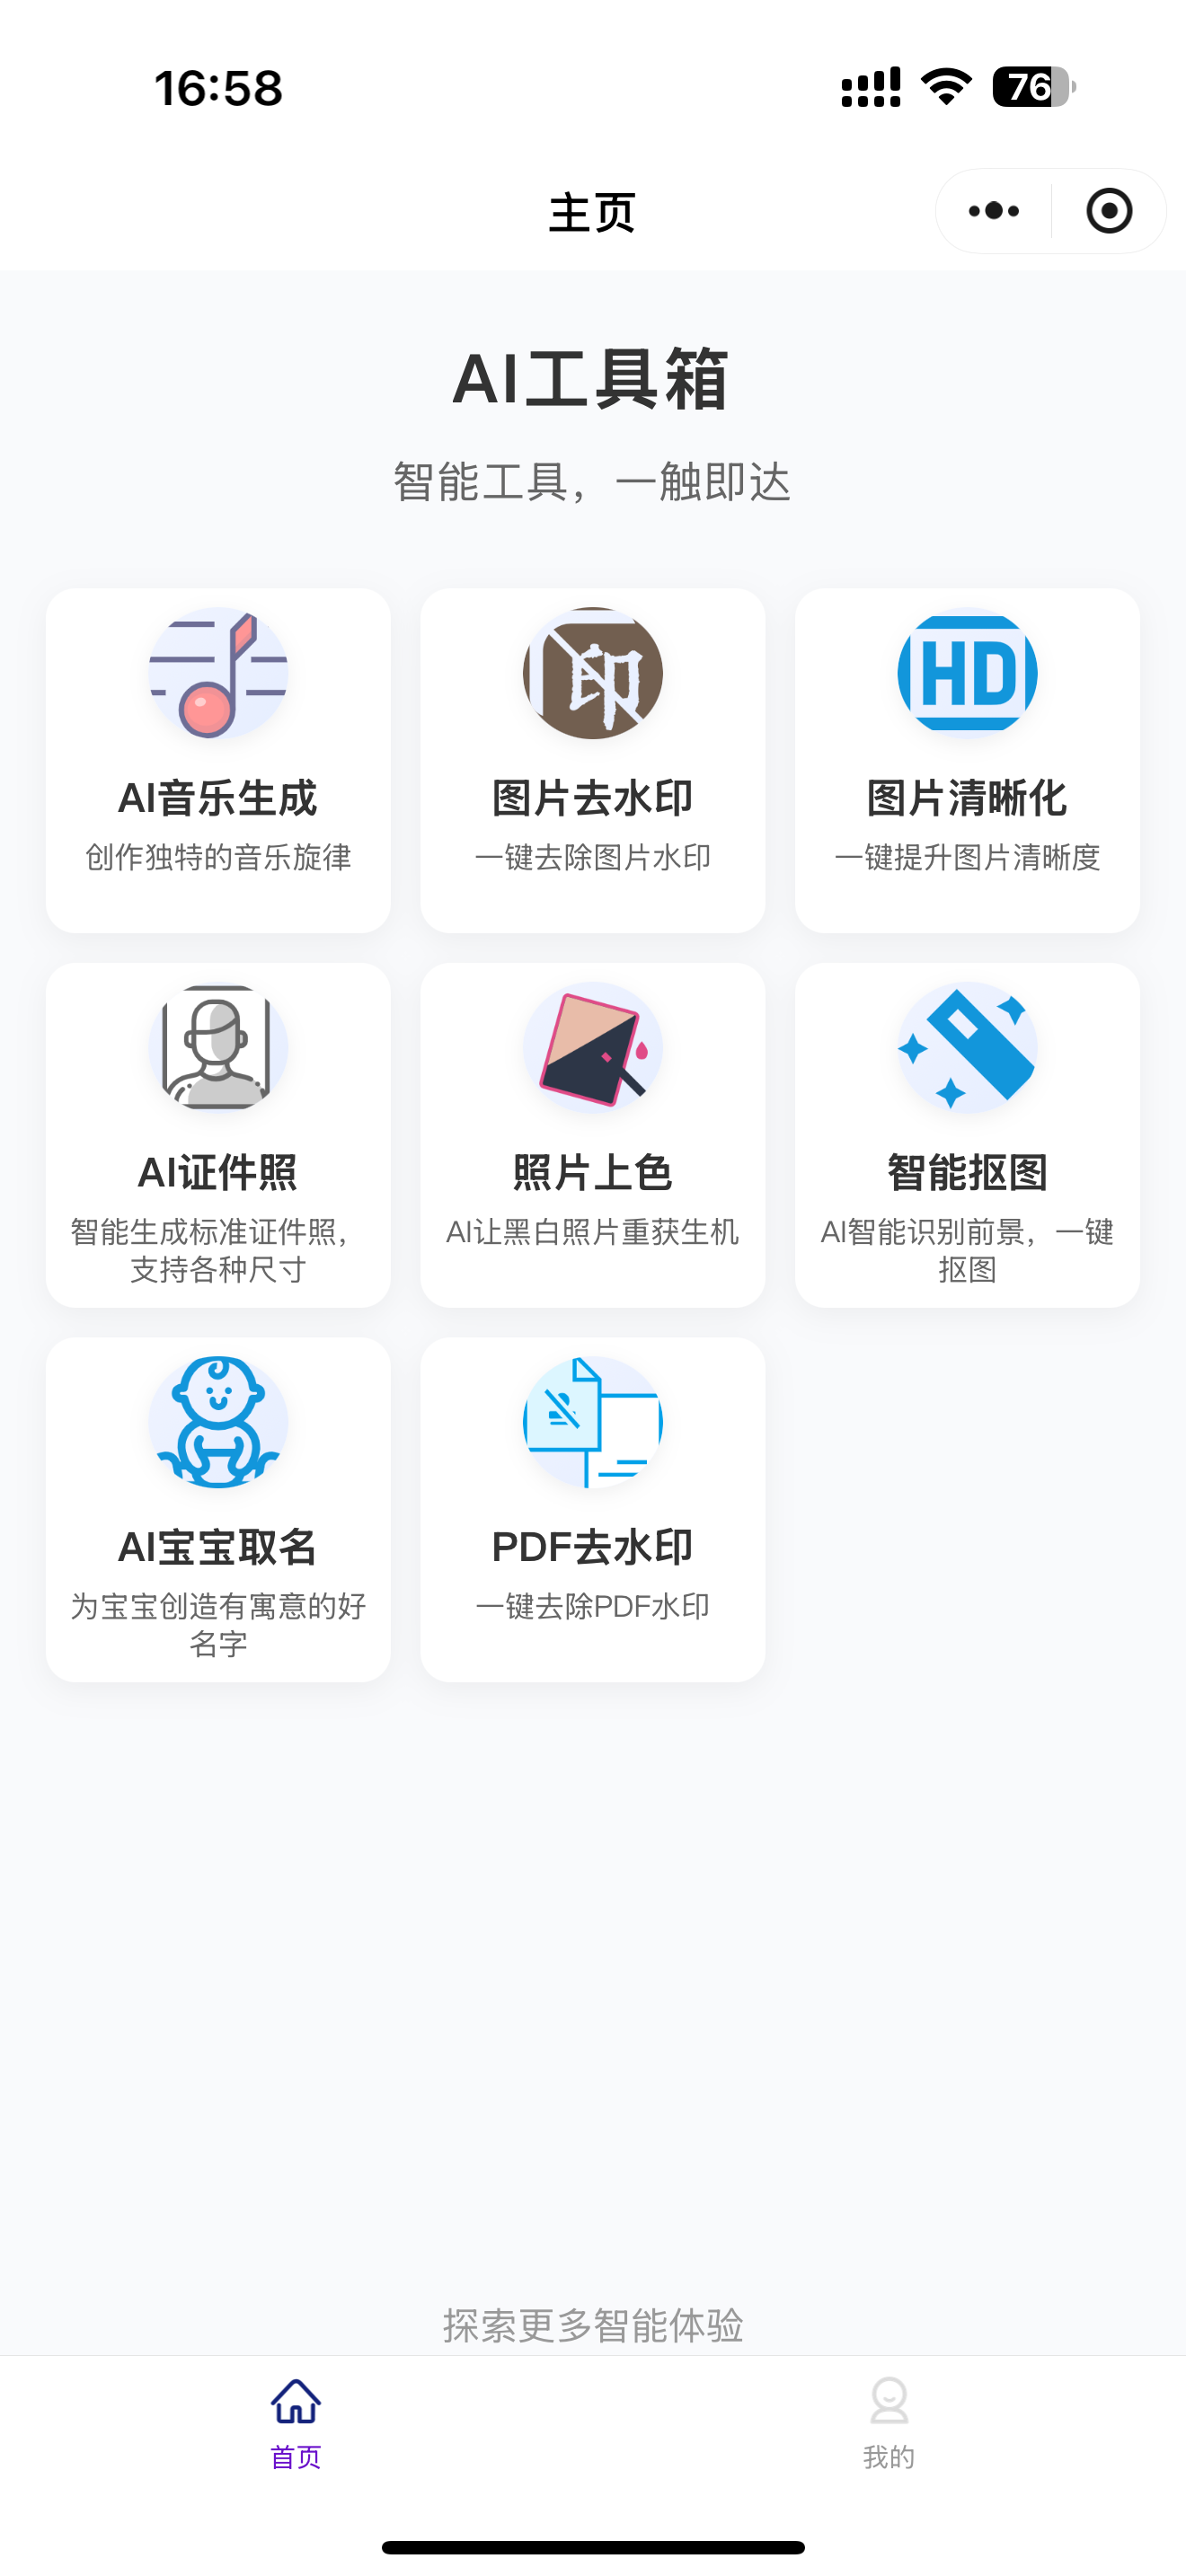 16:58
76
主页
AI工具箱
智能工具，一触即达
印
HD
AI音乐生成
图片去水印
图片清晰化
创作独特的音乐旋律
一键去除图片水印
一键提升图片清晰度
AI证件照
照片上色
智能抠图
智能生成标准证件照，
支持各种尺寸
AI让黑白照片重获生机
AI智能识别前景，一键
抠图
AI宝宝取名
PDF去水印
为宝宝创造有寓意的好
名字
一键去除PDF水印
探索更多智能体验
首页
我的